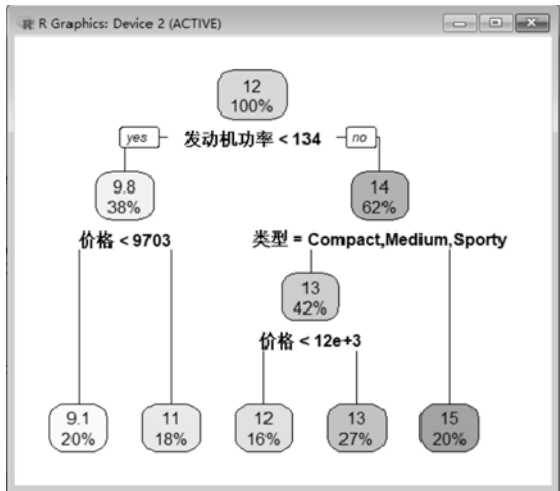 R Graphics: Device 2 (ACTIVE)
12
100%
yes
发动机功率 < 134
no
9.8
38%
14
62%
价格 < 9703
类型 = Compact,Medium,Sporty
13
42%
价格 < 12e+3
9.1
20%
11
18%
12
16%
13
27%
15
20%